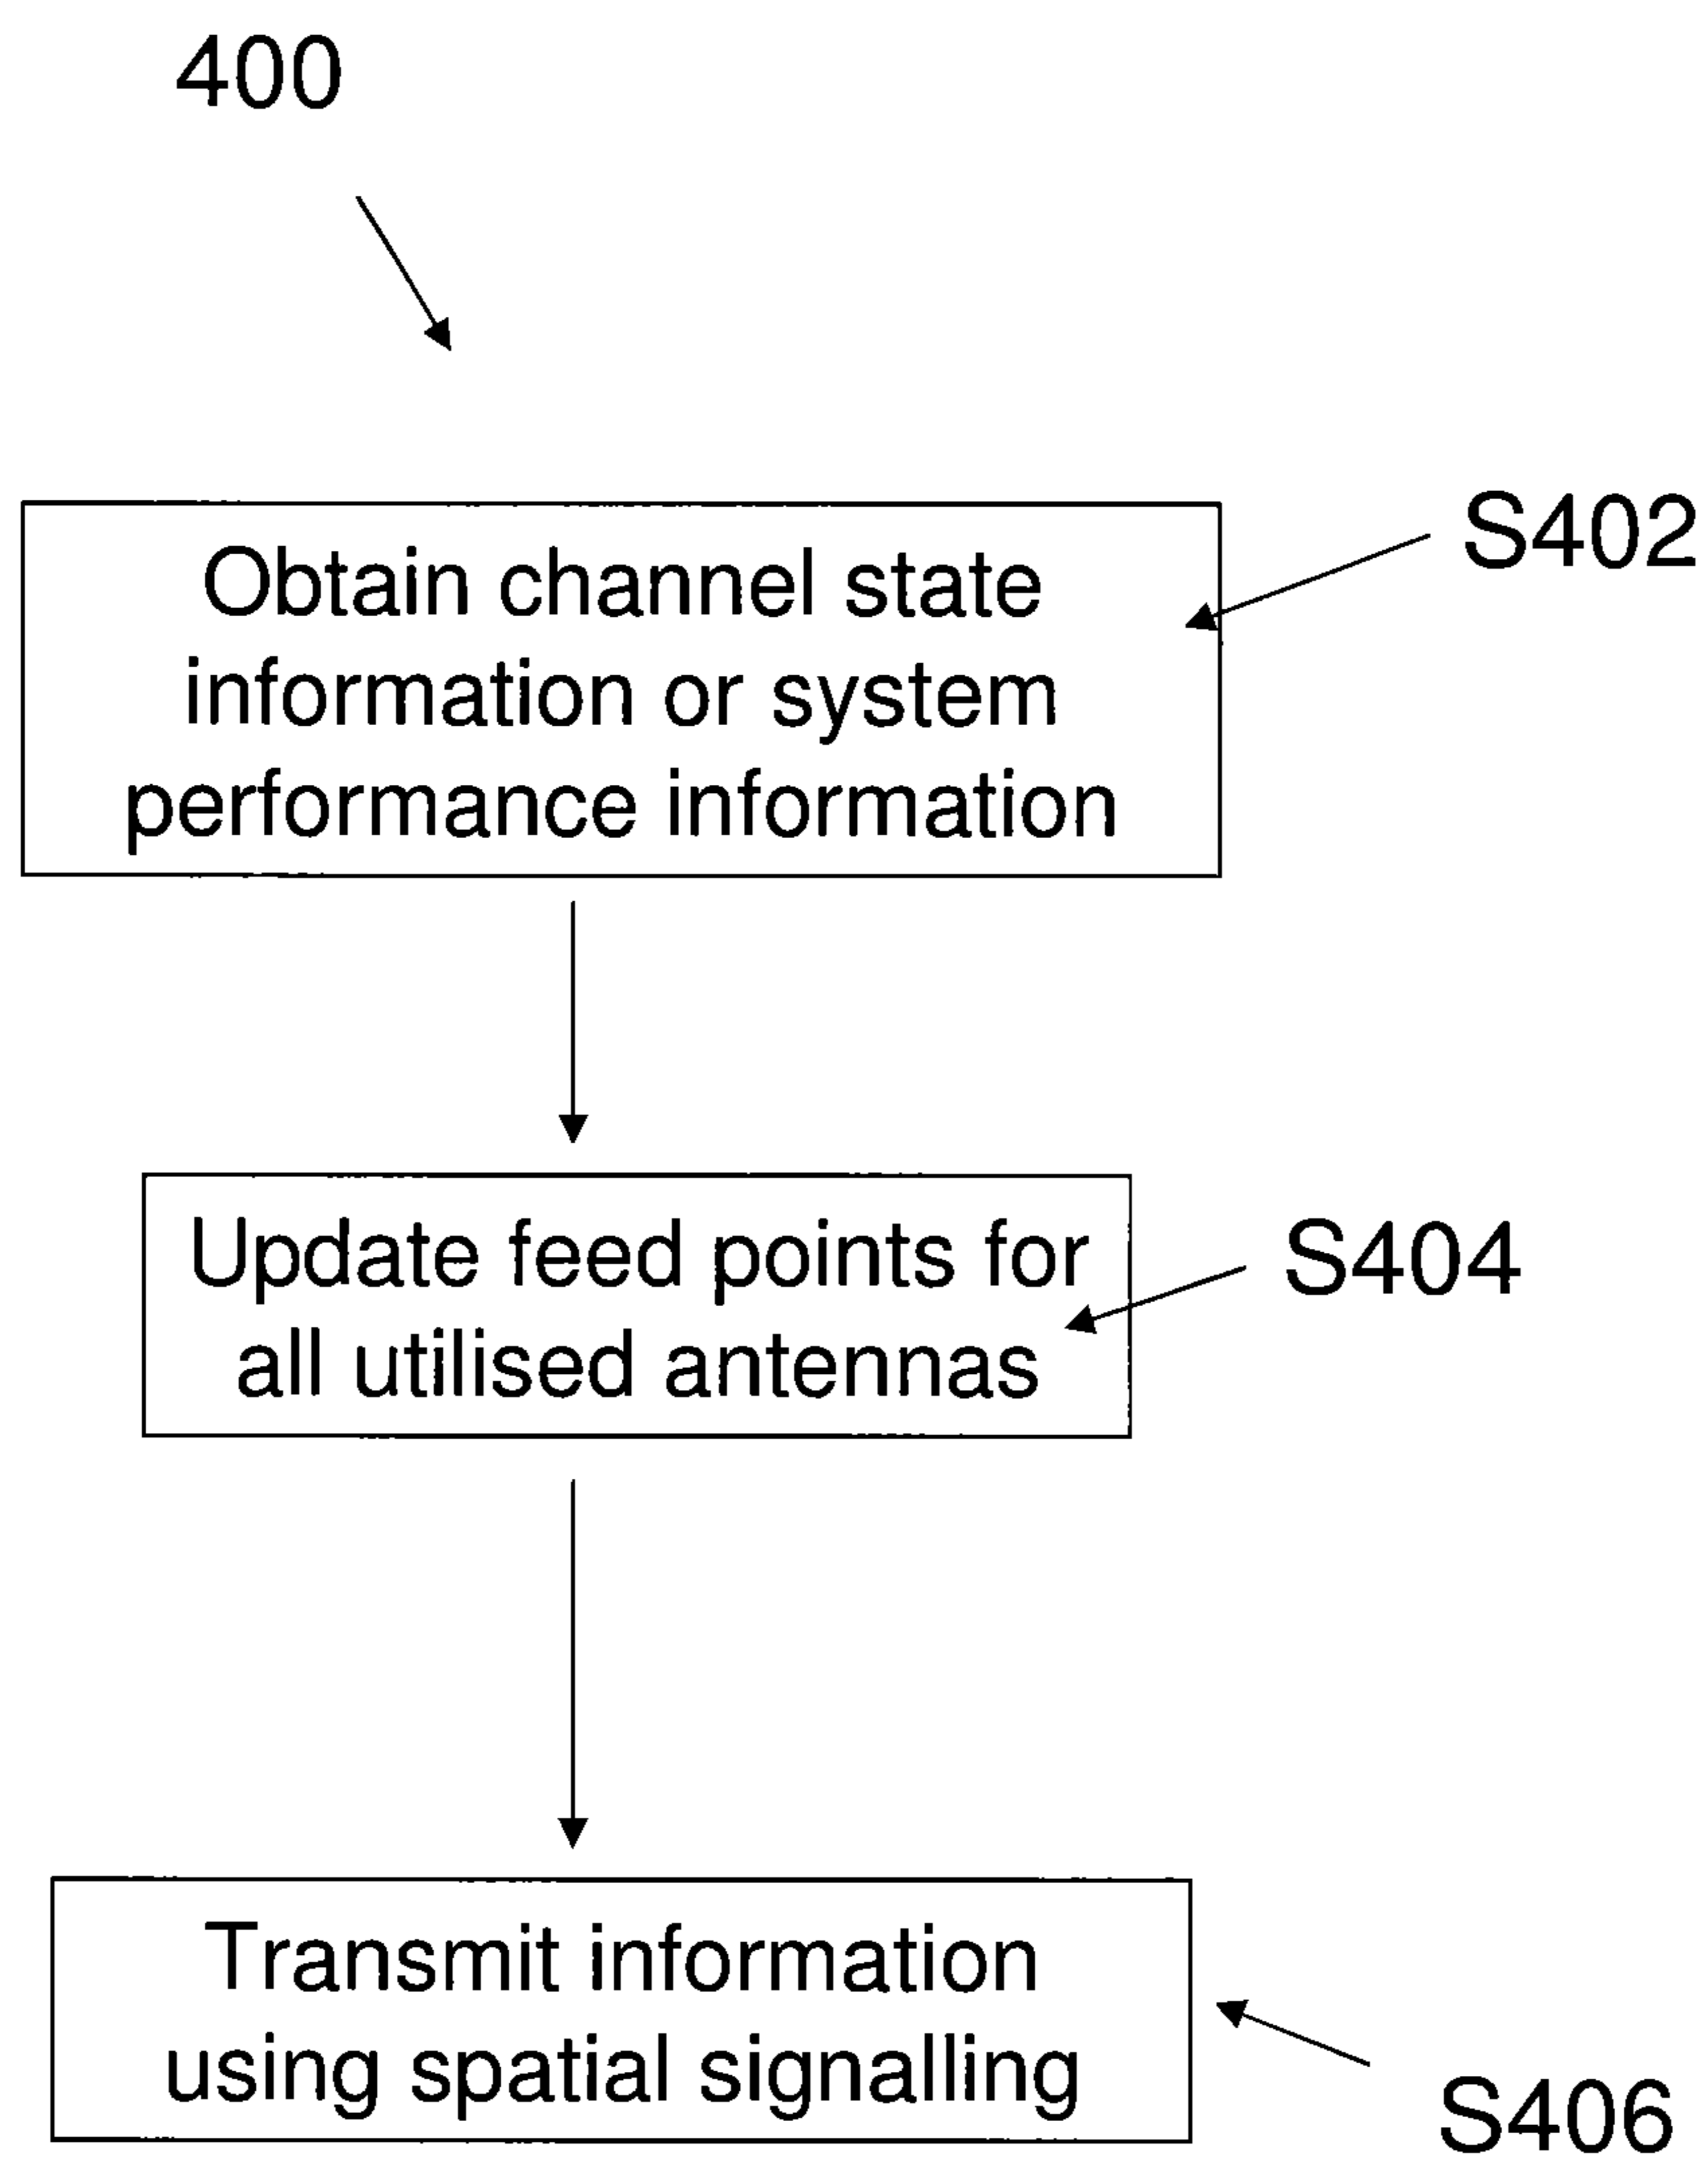 400
S402
Obtain channel state
information or system
performance information
Update feed points for
all utilised antennas
S404
Transmit information
using spatial signalling
S406